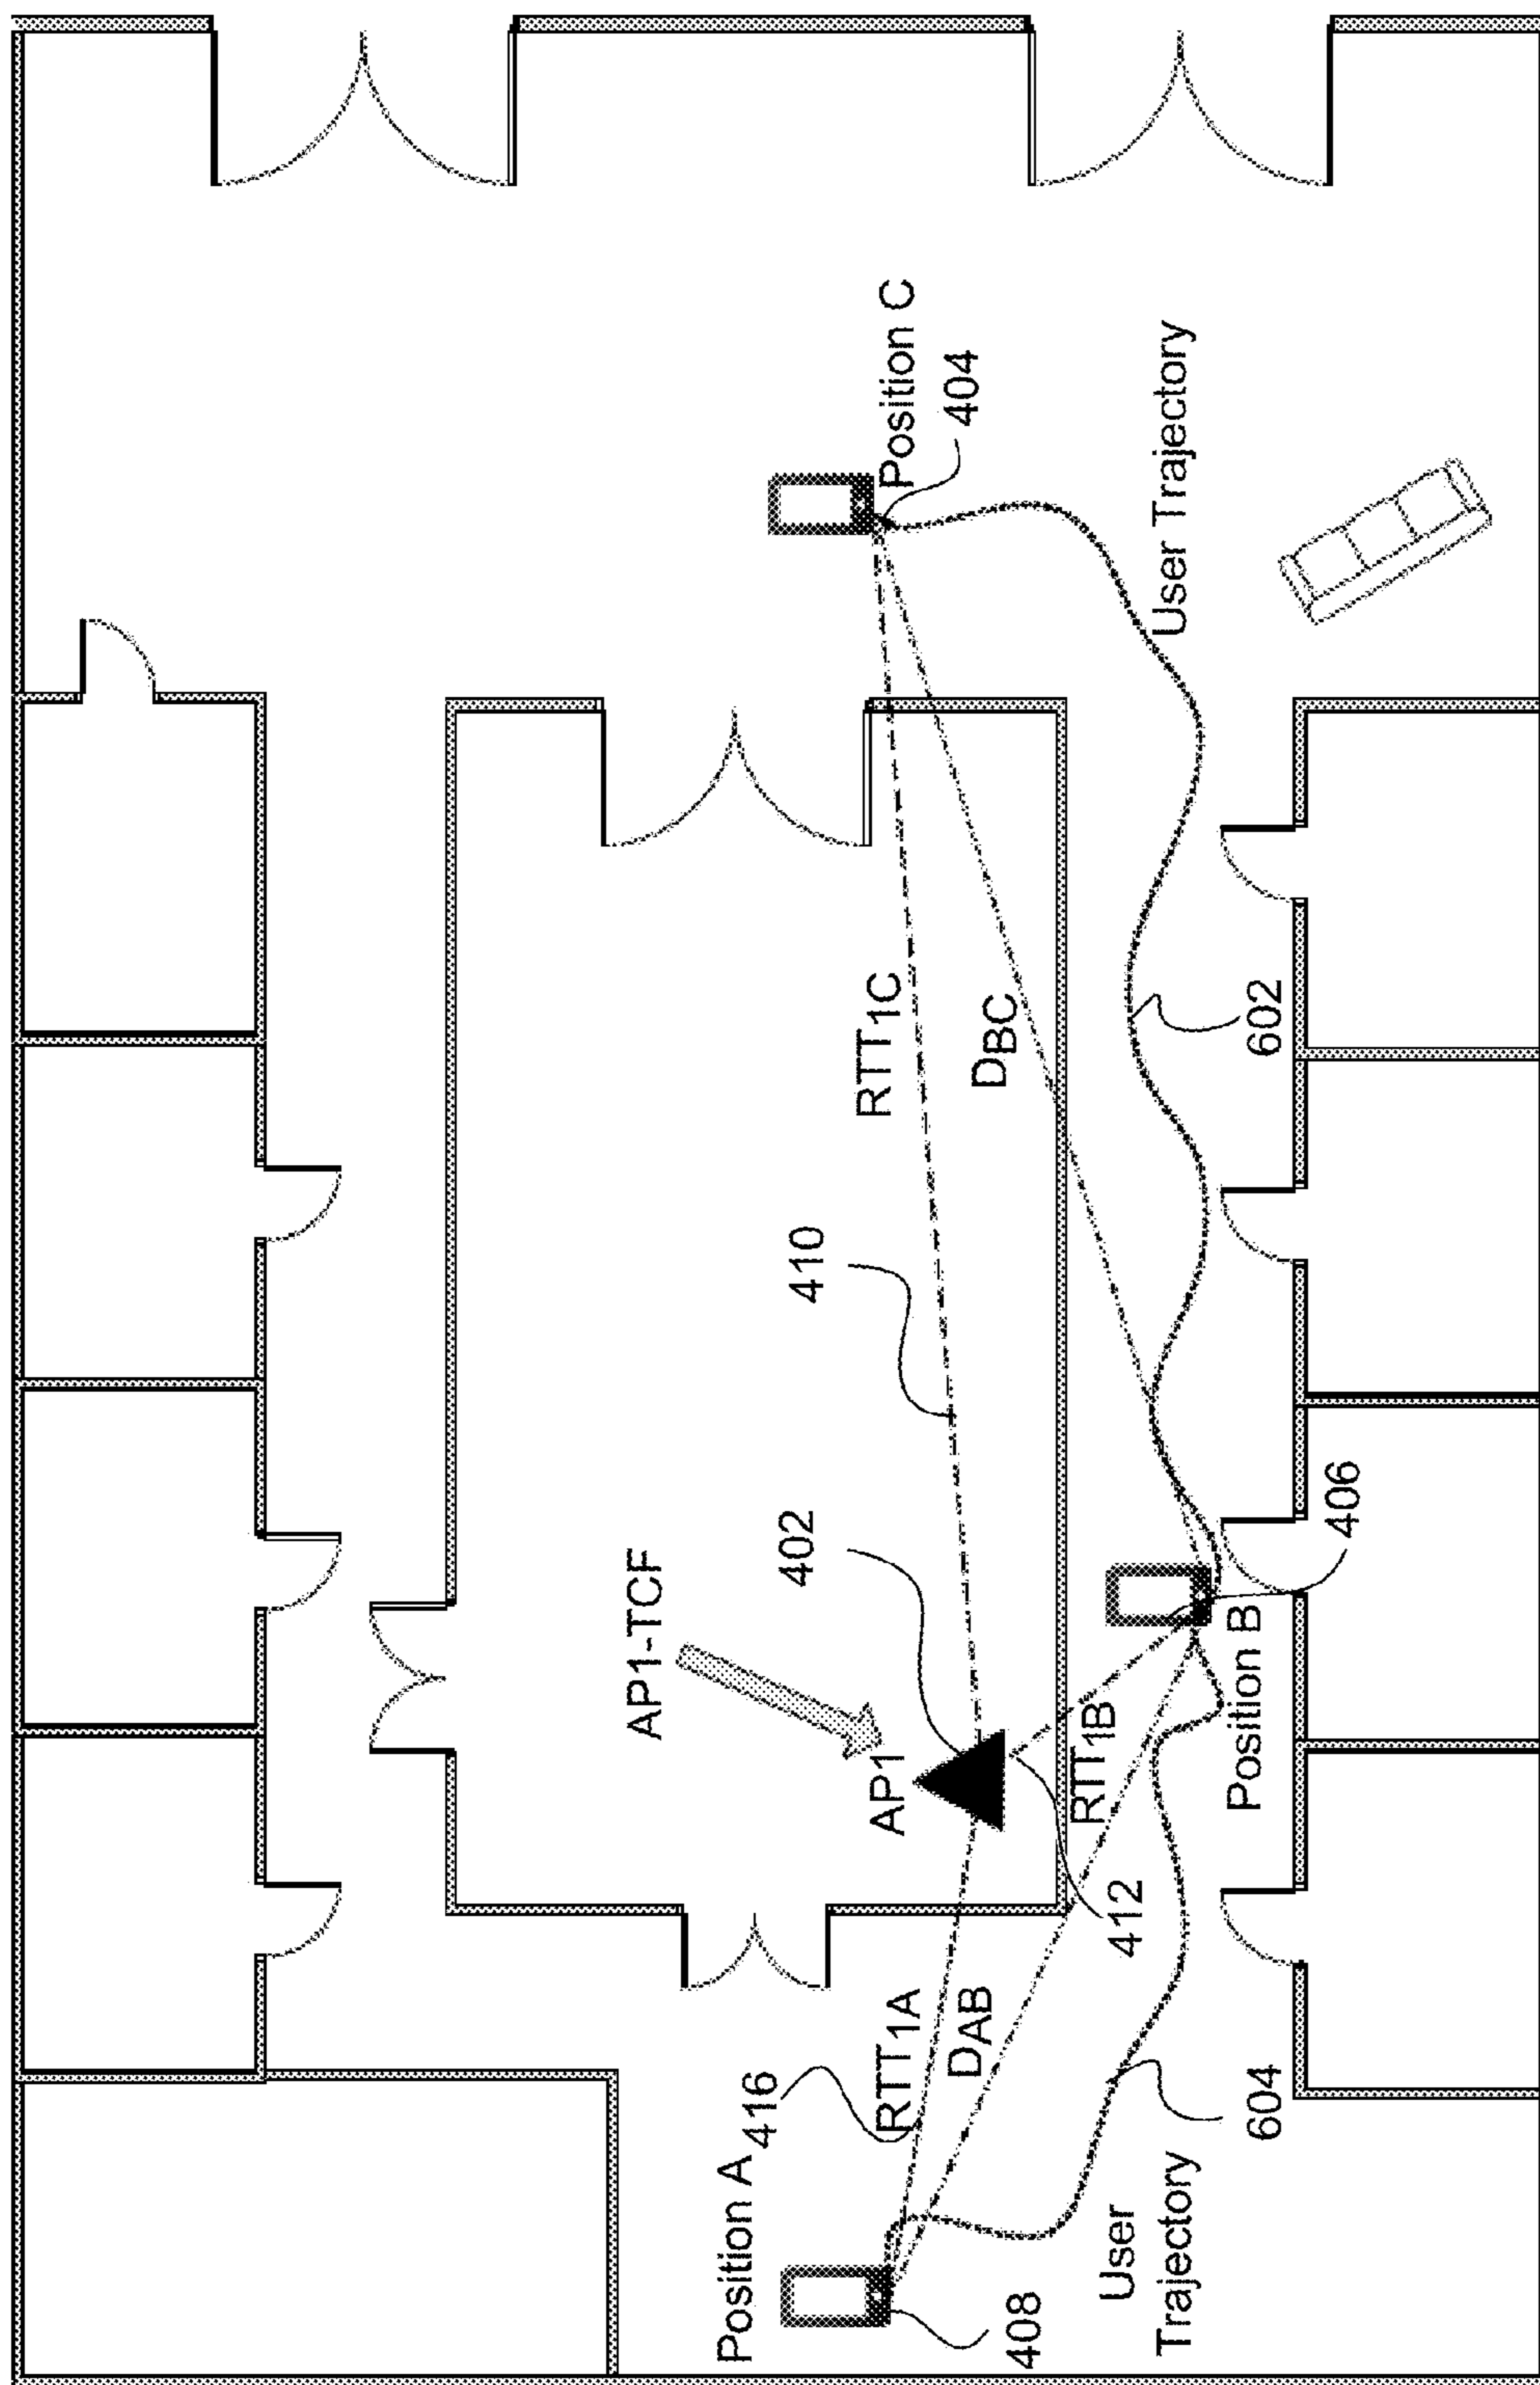 Position C
404
User Trajectory
RTT1C
DBC
602
410
AP1-TCF
402
AP1
406
RTT1B
Position B
412
Position A
416
RTT1A
DAB
408
User
Trajectory
604